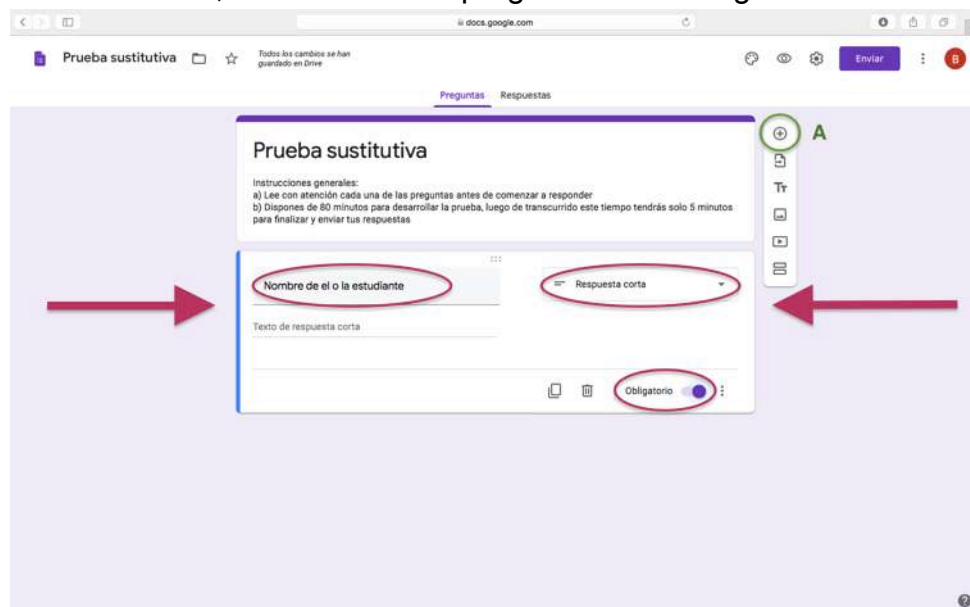 docs.google.com
Prueba sustitutiva
Todos los cambios se han
guardado en Drive
Enviar
B
Preguntas Respuestas
A
Prueba sustitutiva
Instrucciones generales:
a) Lee con atención cada una de las preguntas antes de comenzar a responder
b) Dispones de 80 minutos para desarrollar la prueba, luego de transcurrido este tiempo tendrás solo 5 minutos
para finalizar y enviar tus respuestas
Tт
Nombre de el o la estudiante
Respuesta corta
Texto de respuesta corta
Obligatorio